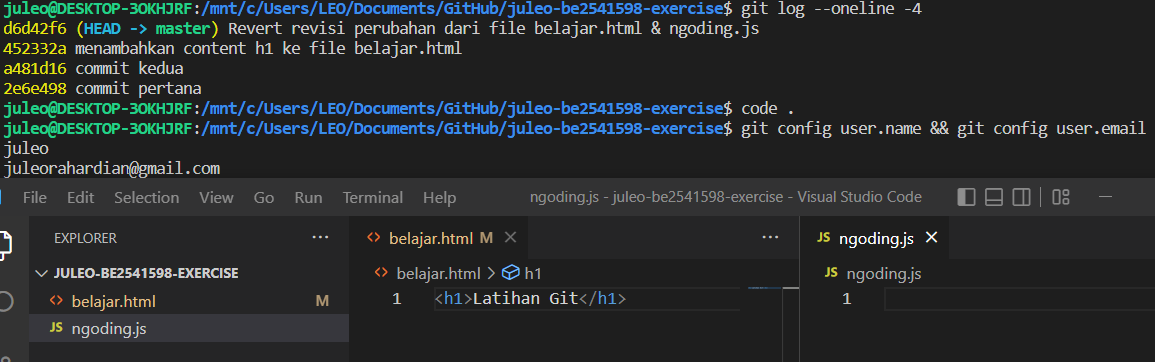 juleo@DESKTOP-3OKHJRF:/mnt/c/Users/LEO/Documents/GitHub/juleo-be2541598-exercise$ git log --oneline -4
d6d42f6 (HEAD -> master) Revert revisi perubahan dari file belajar.html & ngoding.js
452332a menambahkan content h1 ke file belajar.html
a481d16 commit kedua
2e6e498 commit pertana
juleo@DESKTOP-3OKHJRF:/mnt/c/Users/LEO/Documents/GitHub/juleo-be2541598-exercise$ code .
juleo@DESKTOP-3OKHJRF:/mnt/c/Users/LEO/Documents/GitHub/juleo-be2541598-exercise$ git config user.name && git config user.email
juleo
juleorahardian@gmail.com
File Edit Selection View Go Run Terminal Help ngoding.js - juleo-be2541598-exercise - Visual Studio Code
EXPLORER ··· belajar.html M ··· JS ngoding.js
JULEO-BE2541598-EXERCISE belajar.html > h1 JS ngoding.js
belajar.html M 1 <h1>Latihan Git</h1> 1
JS ngoding.js